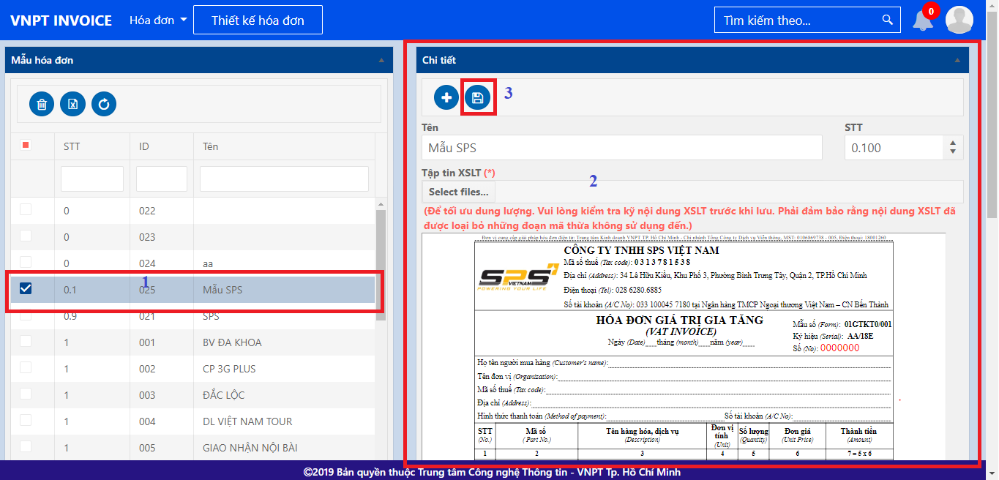 VNPT INVOICE Hóa đơn Thiết kế hóa đơn Tìm kiếm theo... 0
Mẫu hóa đơn
STT ID Tên
0 022
0 023
0 024 aa
1
0.1 025 Mẫu SPS
0.9 021 SPS
1 001 BV ĐA KHOA
1 002 CP 3G PLUS
1 003 ĐẮC LỘC
1 004 DL VIỆT NAM TOUR
1 005 GIAO NHẬN NỘI BÀI
Chi tiết
3
Tên STT
Mẫu SPS 0.100
Tập tin XSLT (*)
2
Select files...
(Để tối ưu dung lượng. Vui lòng kiểm tra kỹ nội dung XSLT trước khi lưu. Phải đảm bảo rằng nội dung XSLT đã
được loại bỏ những đoạn mã thừa không sử dụng đến.)
Đơn vị cung cấp giải pháp hóa đơn điện tử: Trung tâm Kinh doanh VNPT TP. Hồ Chí Minh - Chi nhánh Tổng Công ty Dịch vụ Viễn thông, MST: 0106869738 - 005, Điện thoại: 18001260
SPS
VIETNAM
POWERING YOUR LIFE
CÔNG TY TNHH SPS VIỆT NAM
Mã số thuế (Tax code): 0313781538
Địa chỉ (Address): 34 Lê Hữu Kiều, Khu Phố 3, Phường Bình Trưng Tây, Quận 2, TP.Hồ Chí Minh
Điện thoại (Tel): 028 6280.6885
Số tài khoản (A/C No): 033 100045 7180 tại Ngân hàng TMCP Ngoại thương Việt Nam – CN Bến Thành
HÓA ĐƠN GIÁ TRỊ GIA TĂNG
(VAT INVOICE)
Ngày (Date)____tháng (month)____năm (year)____
Mẫu số (Form): 01GTKT0/001
Ký hiệu (Serial): AA/18E
Số (No): 0000000
Họ tên người mua hàng (Customer's name):
Tên đơn vị (Organization):
Mã số thuế (Tax code):
Địa chỉ (Address):
Hình thức thanh toán (Method of payment): Số tài khoản (A/C No):
STT (No.) Mã số (Part No.) Tên hàng hóa, dịch vụ (Description) Đơn vị tính (Unit) Số lượng (Quantity) Đơn giá (Unit Price) Thành tiền (Amount)
1 2 3 4 5 6 7 = 5 x 6
©2019 Bản quyền thuộc Trung tâm Công nghệ Thông tin - VNPT Tp. Hồ Chí Minh